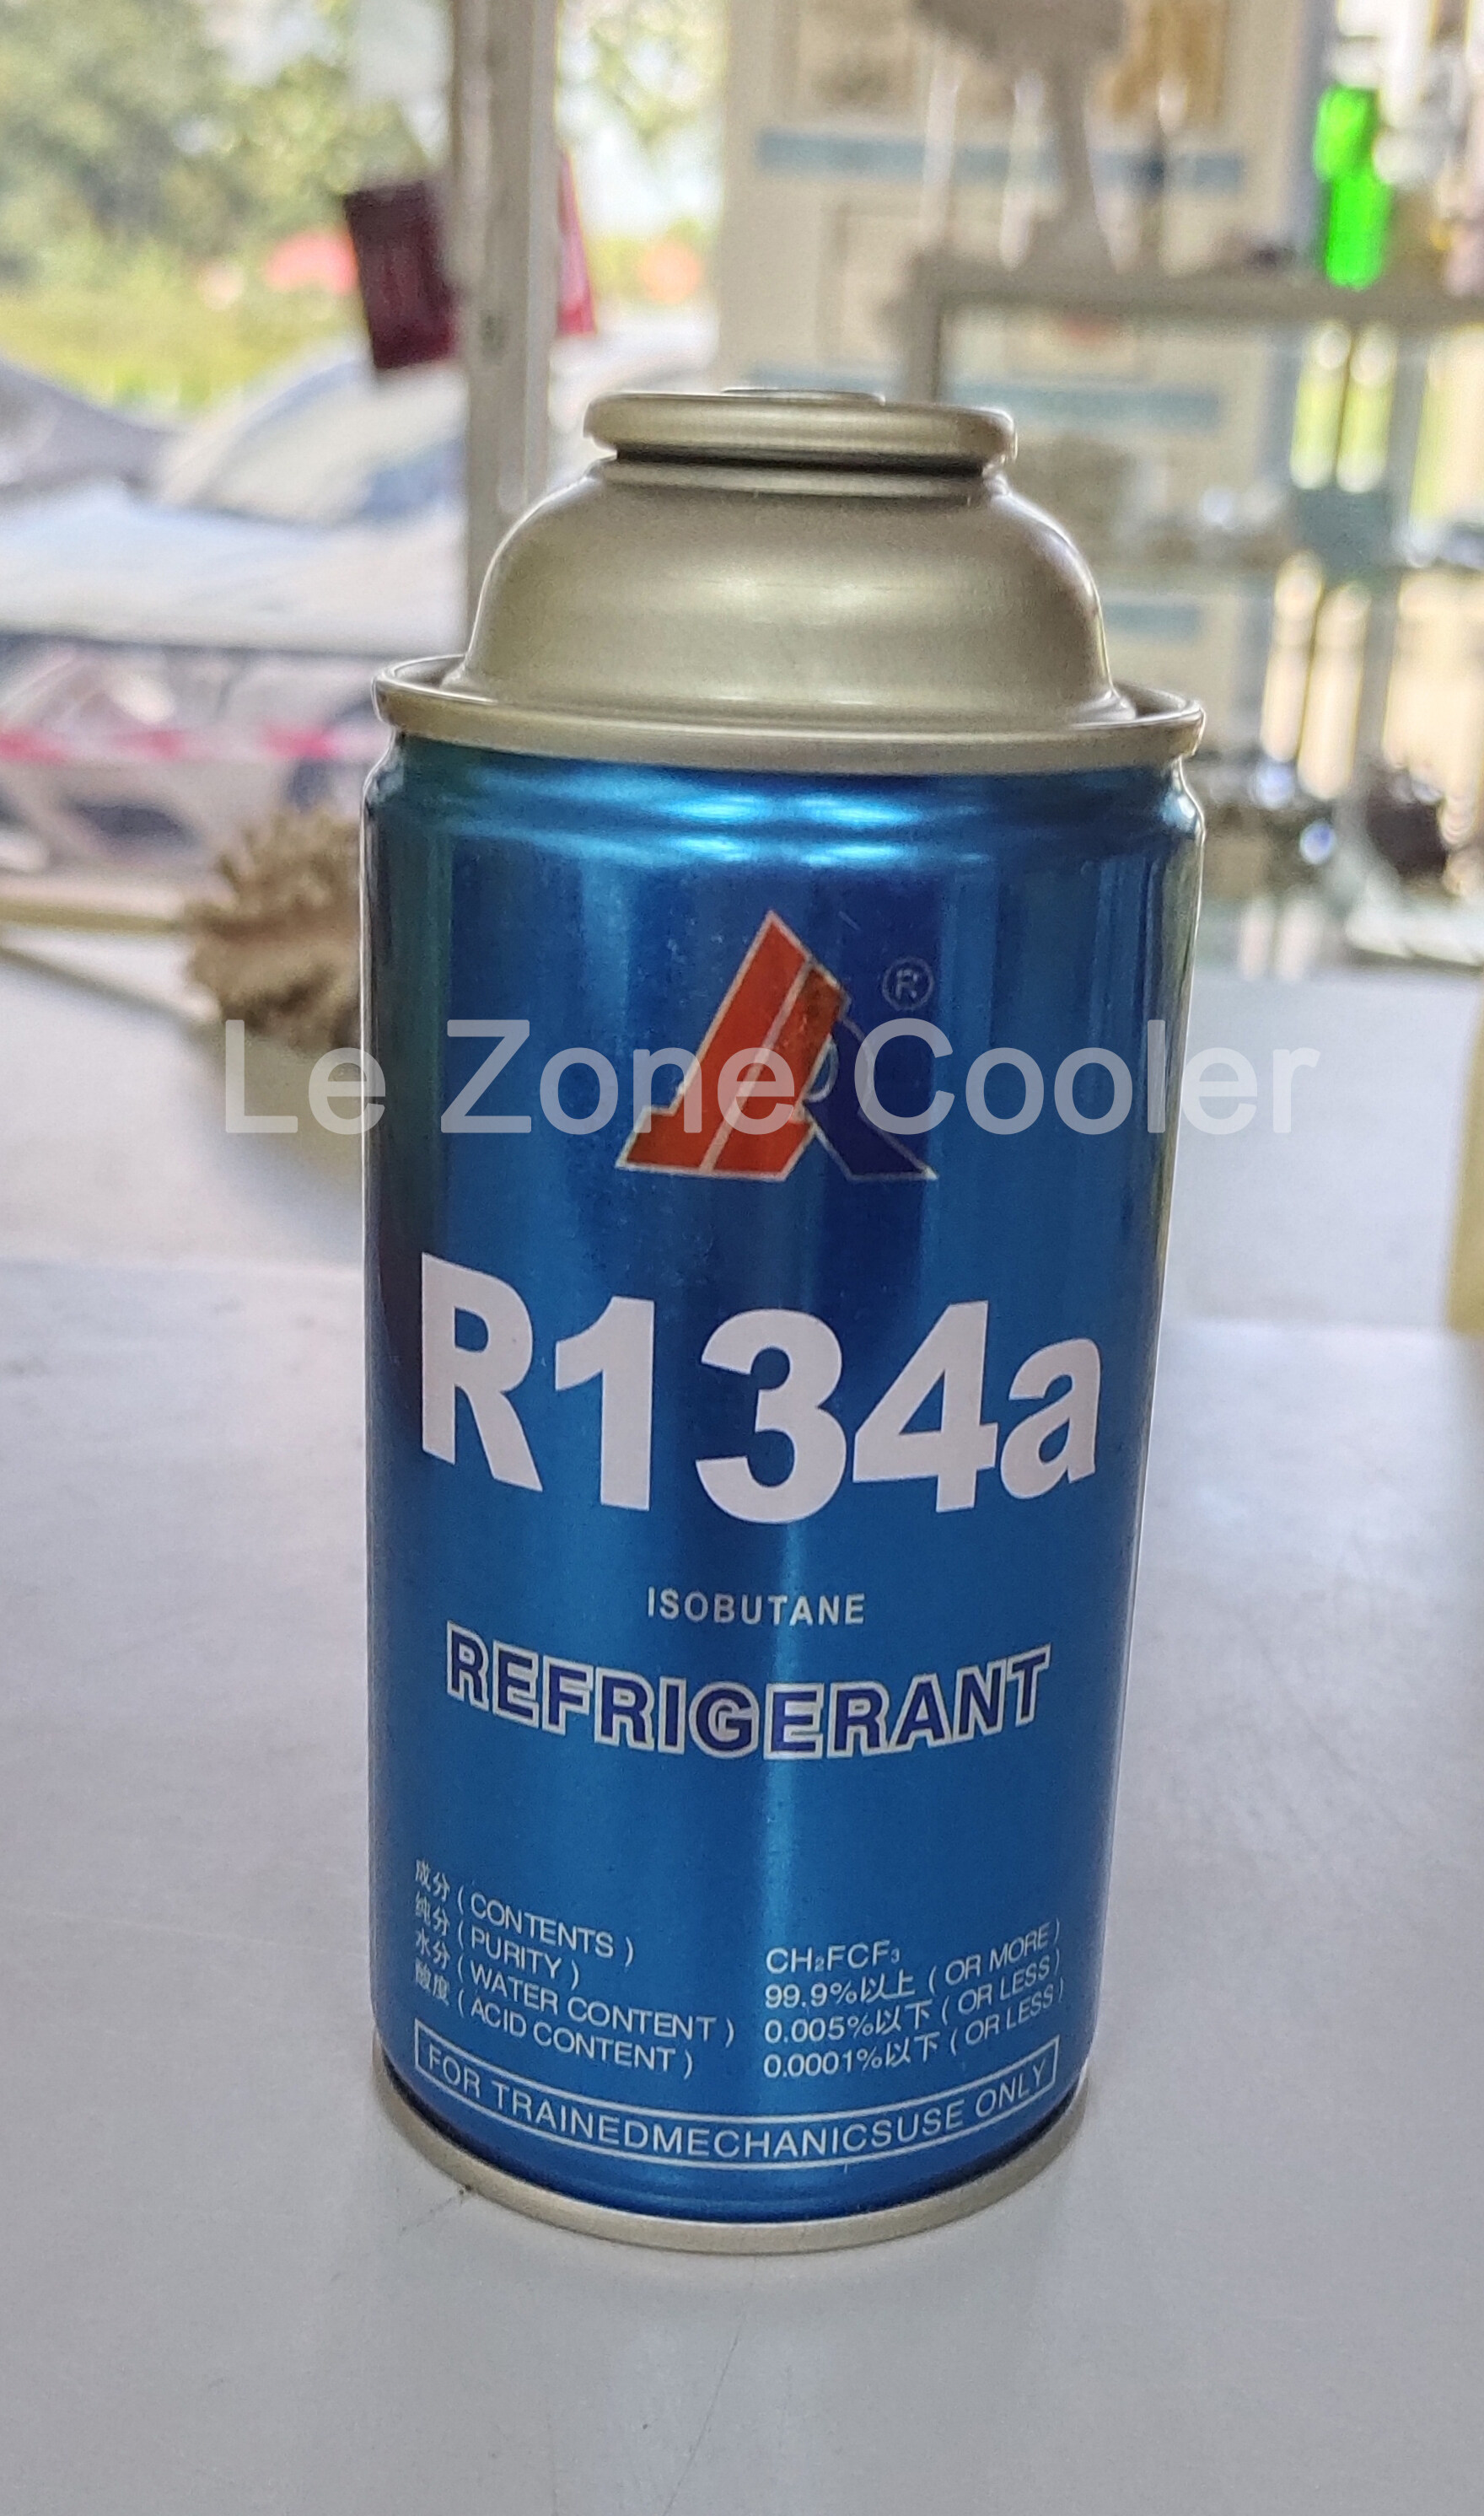 ®
Le Zone Cooler
R134a
ISOBUTANE
REFRIGERANT
成分 ( CONTENTS ) CH₂FCF₃
纯分 ( PURITY ) 99.9%以上 ( OR MORE )
水分 ( WATER CONTENT ) 0.005%以下 ( OR LESS )
酸度 ( ACID CONTENT ) 0.0001%以下 ( OR LESS )
FOR TRAINEDMECHANICSUSE ONLY